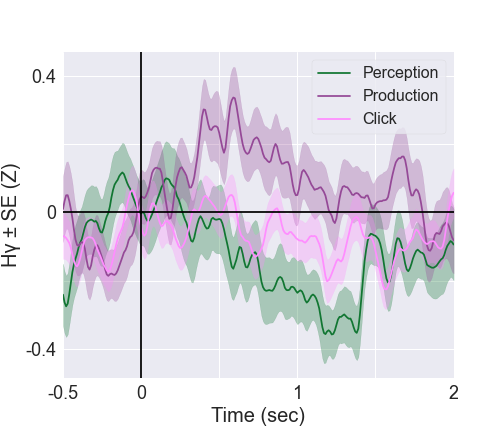 Perception
Production
Click
0.4
0
-0.4
Hγ ± SE (Z)
-0.5
0
1
2
Time (sec)